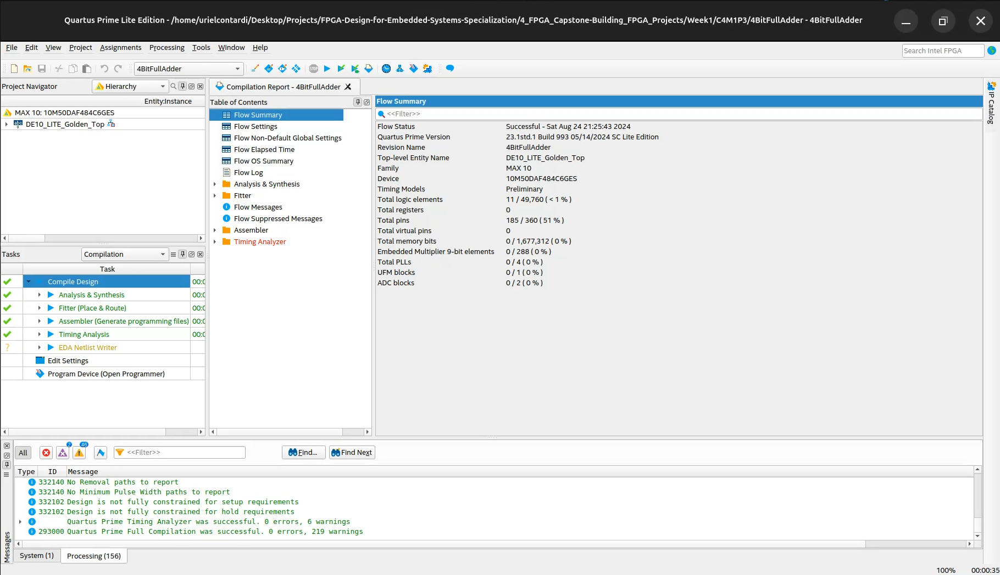 Quartus Prime Lite Edition - /home/urielcontardi/Desktop/Projects/FPGA-Design-for-Embedded-Systems-Specialization/4_FPGA_Capstone-Building_FPGA_Projects/Week1/C4M1P3/4BitFullAdder - 4BitFullAdder
File Edit View Project Assignments Processing Tools Window Help
Search Intel FPGA
4BitFullAdder
STOP
Project Navigator
Hierarchy
Entity:Instance
MAX 10: 10M50DAF484C6GES
abc DE10_LITE_Golden_Top
Tasks
Compilation
Task
Compile Design 00:0
Analysis & Synthesis 00:0
Fitter (Place & Route) 00:0
Assembler (Generate programming files) 00:0
Timing Analysis 00:0
? EDA Netlist Writer
Edit Settings
Program Device (Open Programmer)
Compilation Report - 4BitFullAdder
Table of Contents
Flow Summary
Flow Settings
Flow Non-Default Global Settings
Flow Elapsed Time
Flow OS Summary
Flow Log
Analysis & Synthesis
Fitter
Flow Messages
Flow Suppressed Messages
Assembler
Timing Analyzer
Flow Summary
<<Filter>>
Flow Status Successful - Sat Aug 24 21:25:43 2024
Quartus Prime Version 23.1std.1 Build 993 05/14/2024 SC Lite Edition
Revision Name 4BitFullAdder
Top-level Entity Name DE10_LITE_Golden_Top
Family MAX 10
Device 10M50DAF484C6GES
Timing Models Preliminary
Total logic elements 11 / 49,760 ( < 1 % )
Total registers 0
Total pins 185 / 360 ( 51 % )
Total virtual pins 0
Total memory bits 0 / 1,677,312 ( 0 % )
Embedded Multiplier 9-bit elements 0 / 288 ( 0 % )
Total PLLs 0 / 4 ( 0 % )
UFM blocks 0 / 1 ( 0 % )
ADC blocks 0 / 2 ( 0 % )
IP Catalog
All 2 46 <<Filter>> Find... Find Next
Type ID Message
332140 No Removal paths to report
332140 No Minimum Pulse Width paths to report
332102 Design is not fully constrained for setup requirements
332102 Design is not fully constrained for hold requirements
Quartus Prime Timing Analyzer was successful. 0 errors, 6 warnings
293000 Quartus Prime Full Compilation was successful. 0 errors, 219 warnings
Messages
System (1) Processing (156)
100% 00:00:35